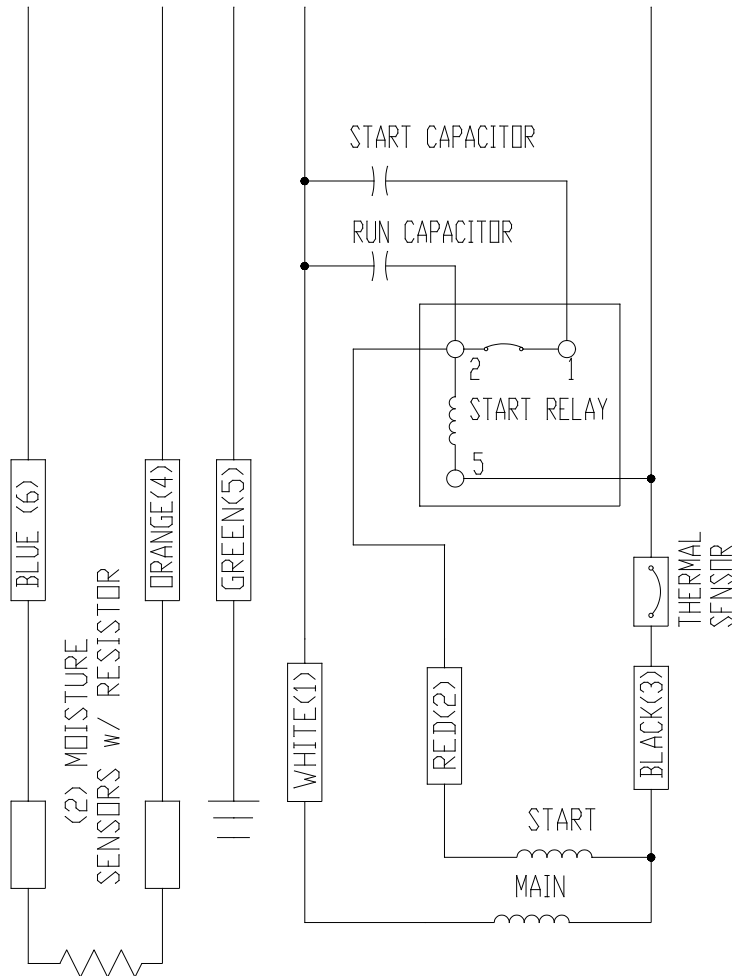 START CAPACITOR
RUN CAPACITOR
2
1
START RELAY
5
BLUE (6)
ORANGE(4)
GREEN(5)
THERMAL
SENSOR
(2) MOISTURE
SENSORS w/ RESISTOR
WHITE(1)
RED(2)
BLACK(3)
START
MAIN